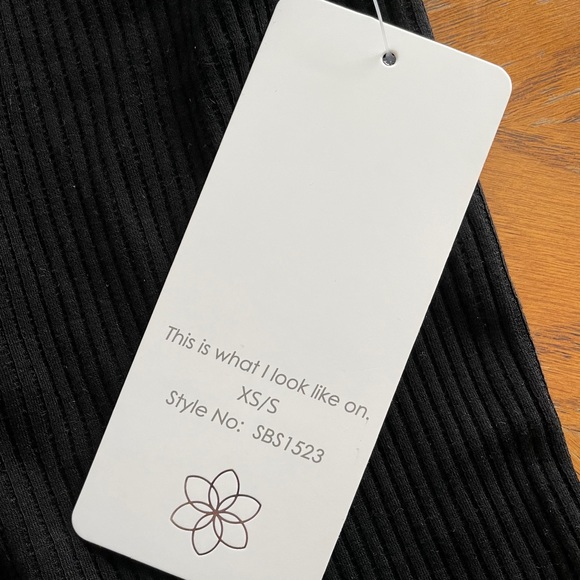 This is what I look like on.
XS/S
Style No: SBS1523